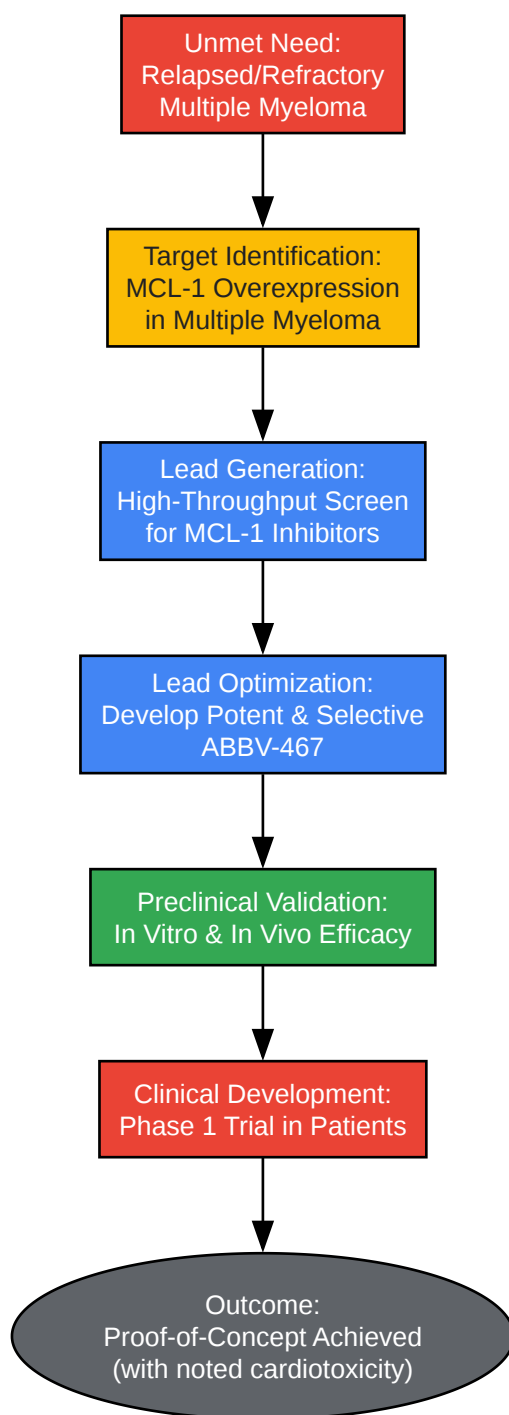 Unmet Need:
Relapsed/Refractory
Multiple Myeloma
Target Identification:
MCL-1 Overexpression
in Multiple Myeloma
Lead Generation:
High-Throughput Screen
for MCL-1 Inhibitors
Lead Optimization:
Develop Potent & Selective
ABBV-467
Preclinical Validation:
In Vitro & In Vivo Efficacy
Clinical Development:
Phase 1 Trial in Patients
Outcome:
Proof-of-Concept Achieved
(with noted cardiotoxicity)